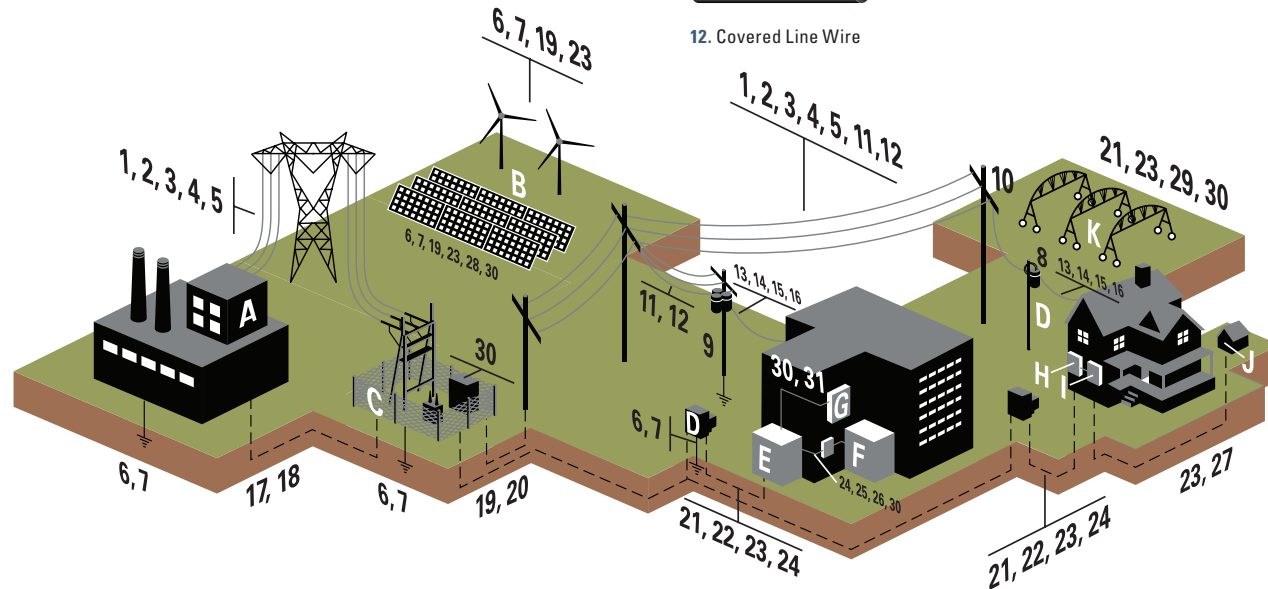 12. Covered Line Wire
6, 7, 19, 23
1, 2, 3, 4, 5, 11, 12
1, 2, 3, 4, 5
21, 23, 29, 30
B
10
K
6, 7, 19, 23, 28, 30
8
13, 14, 15, 16
13, 14, 15, 16
11, 12
A
D
9
30
30, 31
H
I
J
C
G
D
6, 7
E
F
24, 25, 26, 30
6, 7
17, 18
6, 7
19, 20
23, 27
21, 22, 23, 24
21, 22, 23, 24